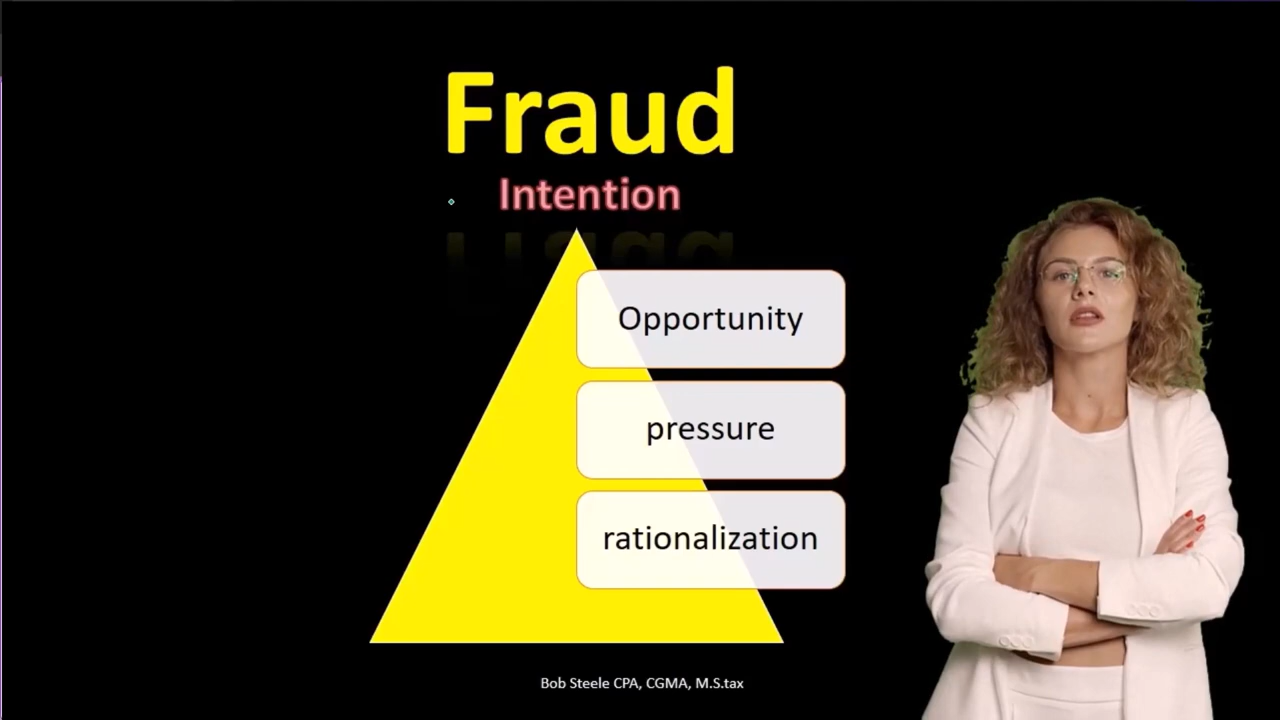 Fraud
Intention
Opportunity
pressure
rationalization
Bob Steele CPA, CGMA, M.S.tax